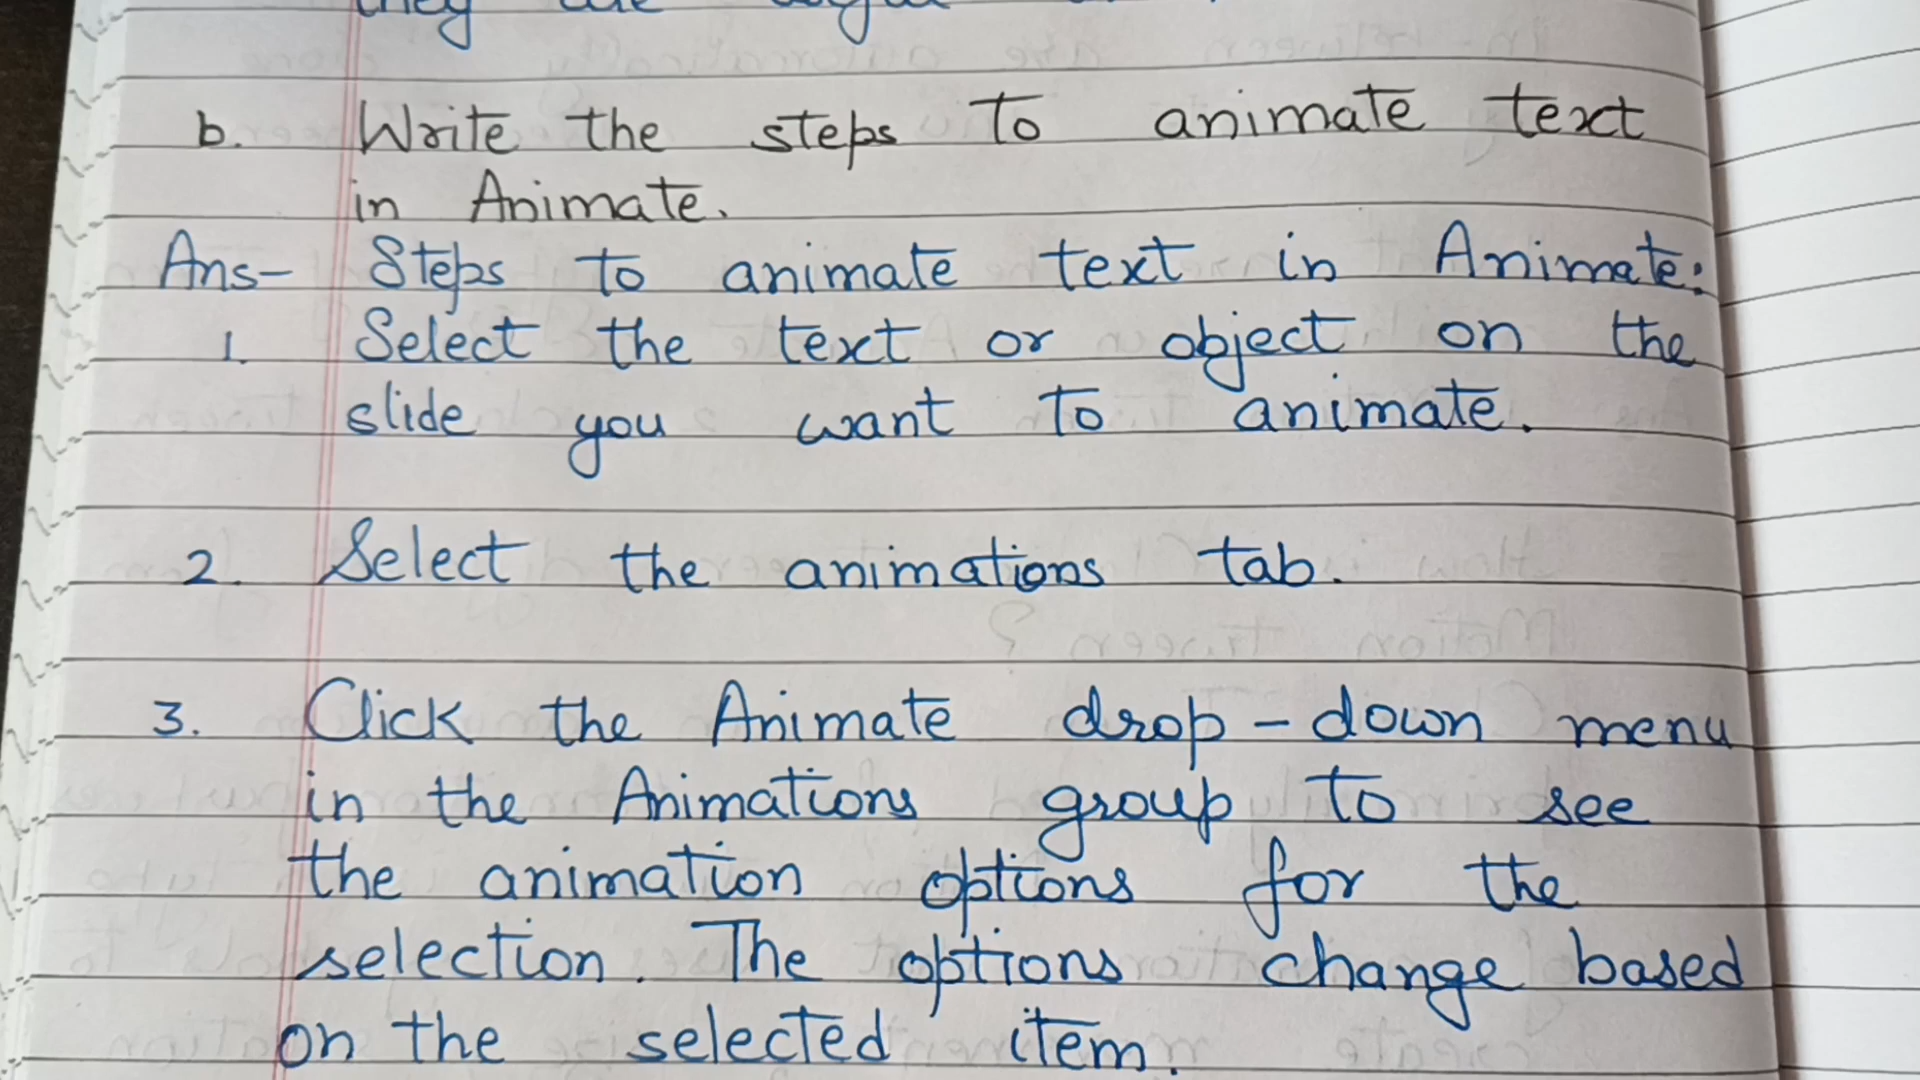 they are
b. Write the steps to animate text
in Animate.
Ans- Steps to animate text in Animate:
1. Select the text or object on the
slide you want to animate.
2. Select the animations tab.
3. Click the Animate drop-down menu
in the Animations group to see
the animation options for the
selection. The options change based
on the selected item.